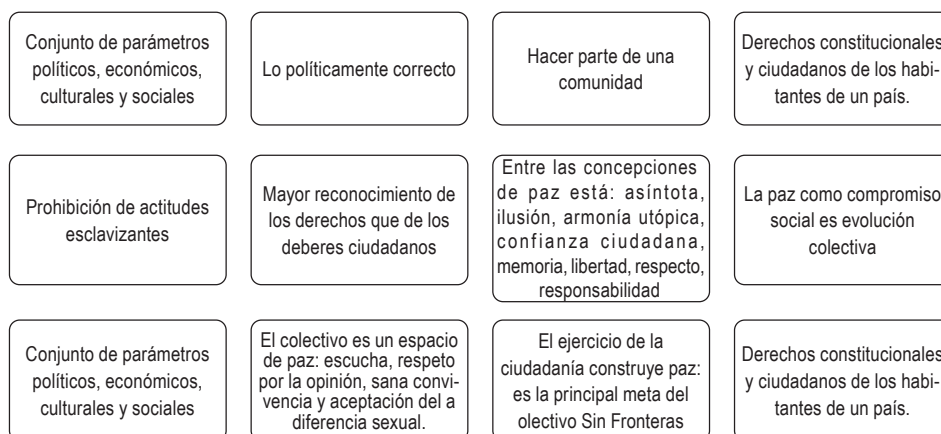 Conjunto de parámetros
políticos, económicos,
culturales y sociales
Lo políticamente correcto
Hacer parte de una
comunidad
Derechos constitucionales
y ciudadanos de los habi-
tantes de un país.
Prohibición de actitudes
esclavizantes
Mayor reconocimiento de
los derechos que de los
deberes ciudadanos
Entre las concepciones
de paz está: asíntota,
ilusión, armonía utópica,
confianza ciudadana,
memoria, libertad, respecto,
responsabilidad
La paz como compromiso
social es evolución
colectiva
Conjunto de parámetros
políticos, económicos,
culturales y sociales
El colectivo es un espacio
de paz: escucha, respeto
por la opinión, sana convi-
vencia y aceptación del a
diferencia sexual.
El ejercicio de la
ciudadanía construye paz:
es la principal meta del
olectivo Sin Fronteras
Derechos constitucionales
y ciudadanos de los habi-
tantes de un país.